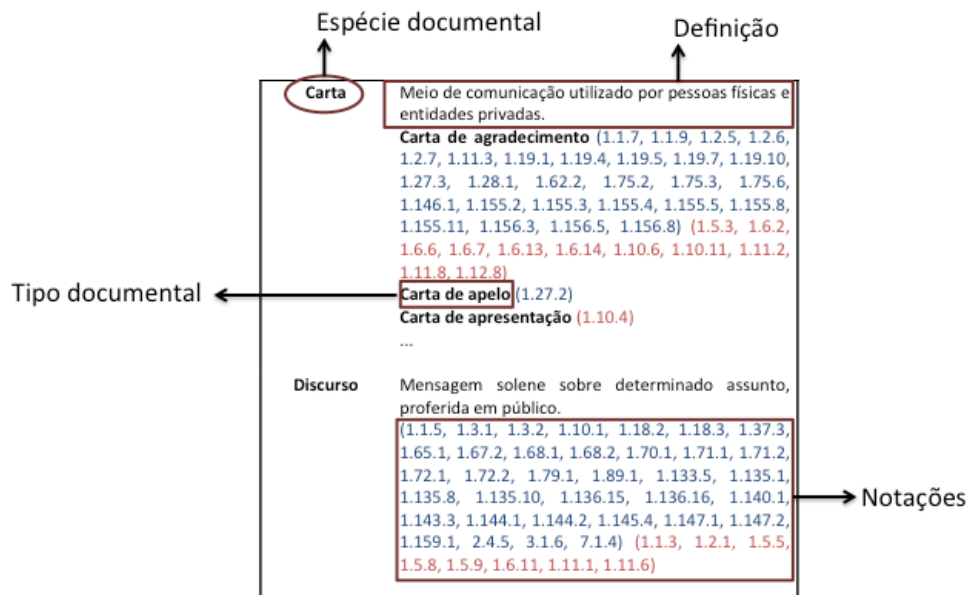 Espécie documental
Definição
Carta
Meio de comunicação utilizado por pessoas físicas e
entidades privadas.
Carta de agradecimento (1.1.7, 1.1.9, 1.2.5, 1.2.6,
1.2.7, 1.11.3, 1.19.1, 1.19.4, 1.19.5, 1.19.7, 1.19.10,
1.27.3, 1.28.1, 1.62.2, 1.75.2, 1.75.3, 1.75.6,
1.146.1, 1.155.2, 1.155.3, 1.155.4, 1.155.5, 1.155.8,
1.155.11, 1.156.3, 1.156.5, 1.156.8) (1.5.3, 1.6.2,
1.6.6, 1.6.7, 1.6.13, 1.6.14, 1.10.6, 1.10.11, 1.11.2,
1.11.8, 1.12.8)
Tipo documental
Carta de apelo (1.27.2)
Carta de apresentação (1.10.4)
...
Discurso
Mensagem solene sobre determinado assunto,
proferida em público.
(1.1.5, 1.3.1, 1.3.2, 1.10.1, 1.18.2, 1.18.3, 1.37.3,
1.65.1, 1.67.2, 1.68.1, 1.68.2, 1.70.1, 1.71.1, 1.71.2,
1.72.1, 1.72.2, 1.79.1, 1.89.1, 1.133.5, 1.135.1,
1.135.8, 1.135.10, 1.136.15, 1.136.16, 1.140.1,
1.143.3, 1.144.1, 1.144.2, 1.145.4, 1.147.1, 1.147.2,
1.159.1, 2.4.5, 3.1.6, 7.1.4) (1.1.3, 1.2.1, 1.5.5,
1.5.8, 1.5.9, 1.6.11, 1.11.1, 1.11.6)
Notações